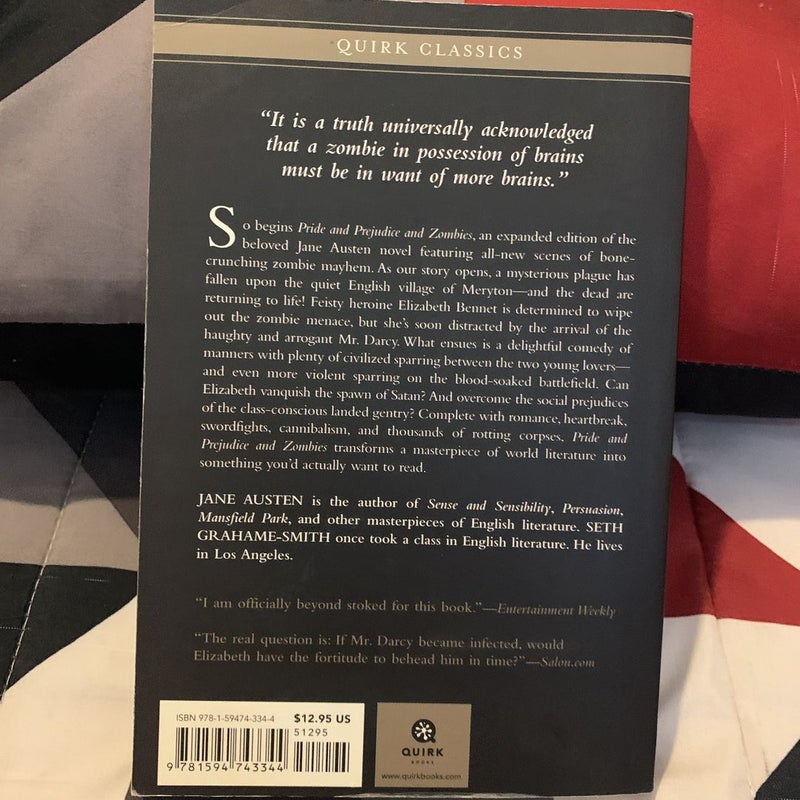 QUIRK CLASSICS
“It is a truth universally acknowledged
that a zombie in possession of brains
must be in want of more brains.”
So begins Pride and Prejudice and Zombies, an expanded edition of the
beloved Jane Austen novel featuring all-new scenes of bone-
crunching zombie mayhem. As our story opens, a mysterious plague has
fallen upon the quiet English village of Meryton—and the dead are
returning to life! Feisty heroine Elizabeth Bennet is determined to wipe
out the zombie menace, but she’s soon distracted by the arrival of the
haughty and arrogant Mr. Darcy. What ensues is a delightful comedy of
manners with plenty of civilized sparring between the two young lovers—
and even more violent sparring on the blood-soaked battlefield. Can
Elizabeth vanquish the spawn of Satan? And overcome the social prejudices
of the class-conscious landed gentry? Complete with romance, heartbreak,
swordfights, cannibalism, and thousands of rotting corpses, Pride and
Prejudice and Zombies transforms a masterpiece of world literature into
something you’d actually want to read.
JANE AUSTEN is the author of Sense and Sensibility, Persuasion,
Mansfield Park, and other masterpieces of English literature. SETH
GRAHAME-SMITH once took a class in English literature. He lives
in Los Angeles.
“I am officially beyond stoked for this book.”—Entertainment Weekly
“The real question is: If Mr. Darcy became infected, would
Elizabeth have the fortitude to behead him in time?”—Salon.com
ISBN 978-1-59474-334-4
$12.95 US
51295
9 781594 743344
QUIRK
BOOKS
www.quirkbooks.com